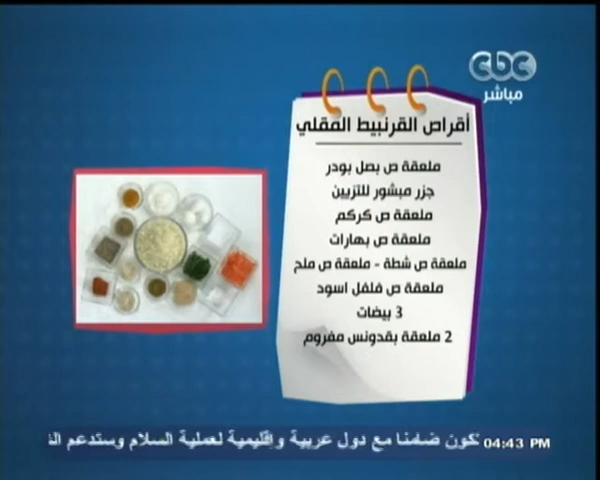 cbc
مباشر
أقراص القرنبيط المقلي
ملعقة ص بصل بودر
جزر مبشور للتزيين
ملعقة ص كركم
ملعقة ص بهارات
ملعقة ص شطة - ملعقة ص ملح
ملعقة ص فلفل اسود
3 بيضات
2 ملعقة بقدونس مفروم
تكون ضامنا مع دول عربية وإقليمية لعملية السلام وستدعم
04:43 PM